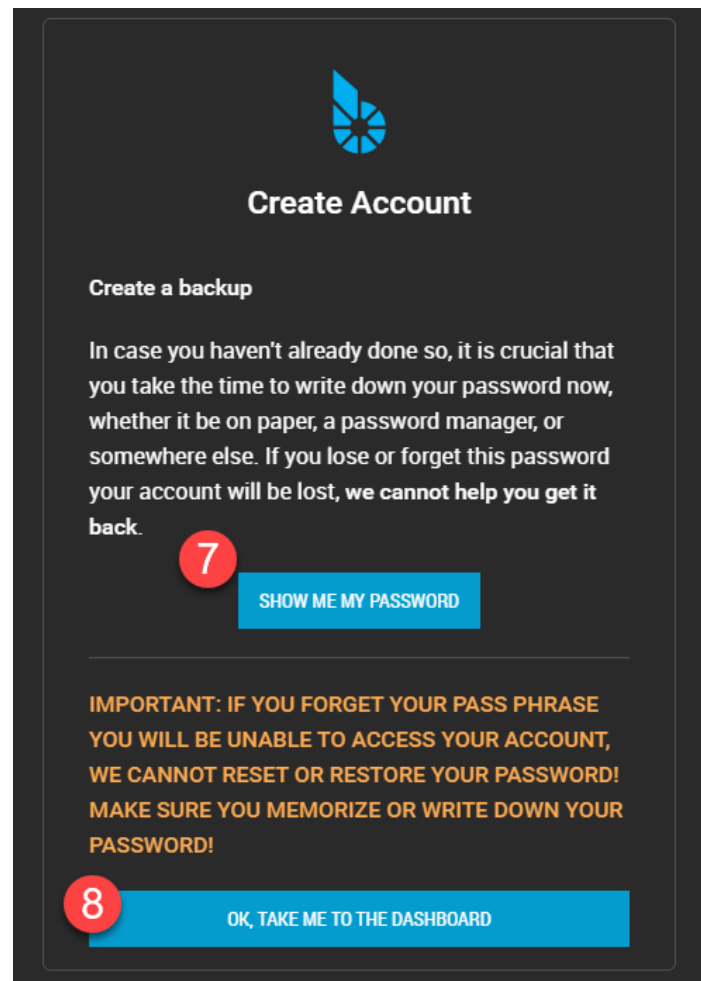 Create Account
Create a backup
In case you haven't already done so, it is crucial that
you take the time to write down your password now,
whether it be on paper, a password manager, or
somewhere else. If you lose or forget this password
your account will be lost, we cannot help you get it
back.
7
SHOW ME MY PASSWORD
IMPORTANT: IF YOU FORGET YOUR PASS PHRASE
YOU WILL BE UNABLE TO ACCESS YOUR ACCOUNT,
WE CANNOT RESET OR RESTORE YOUR PASSWORD!
MAKE SURE YOU MEMORIZE OR WRITE DOWN YOUR
PASSWORD!
8
OK, TAKE ME TO THE DASHBOARD